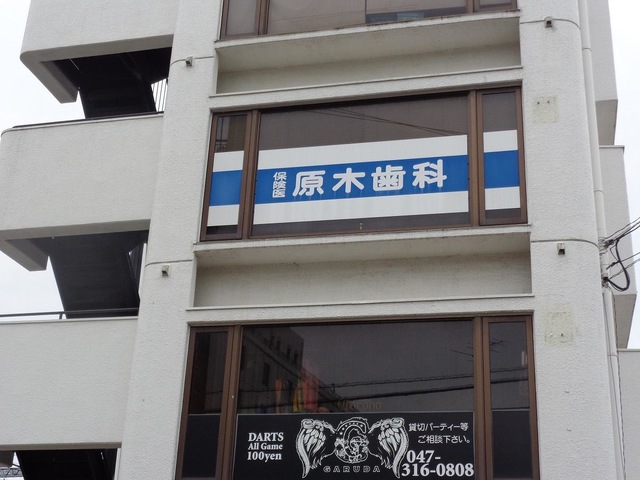 保険医
原木歯科
DARTS
All Game
100yen
G
GARUDA
貸切パーティー等
ご相談下さい。
047-
316-0808